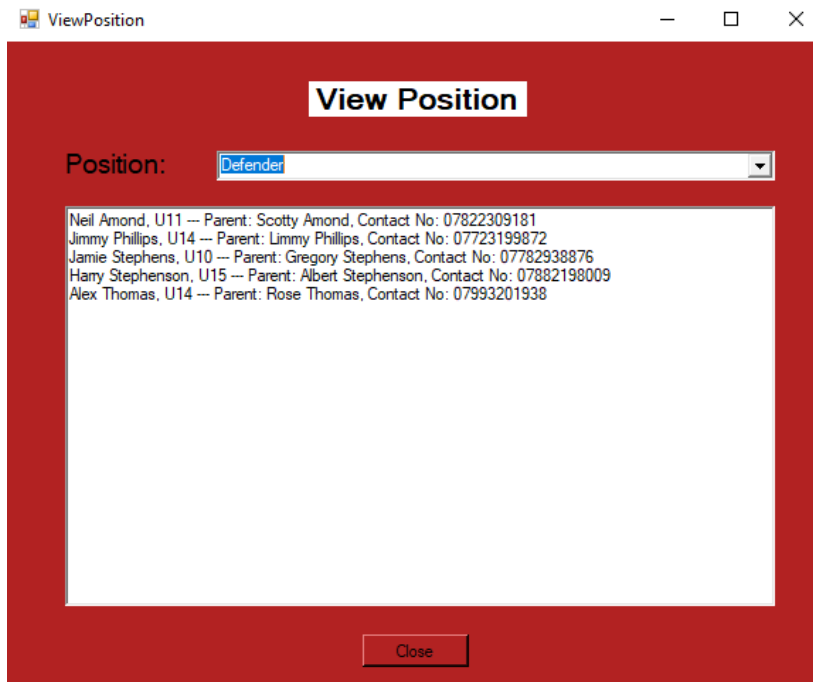 ViewPosition
View Position
Position:
Defender
Neil Amond, U11 --- Parent: Scotty Amond, Contact No: 07822309181
Jimmy Phillips, U14 --- Parent: Limmy Phillips, Contact No: 07723199872
Jamie Stephens, U10 --- Parent: Gregory Stephens, Contact No: 07782938876
Harry Stephenson, U15 --- Parent: Albert Stephenson, Contact No: 07882198009
Alex Thomas, U14 --- Parent: Rose Thomas, Contact No: 07993201938
Close